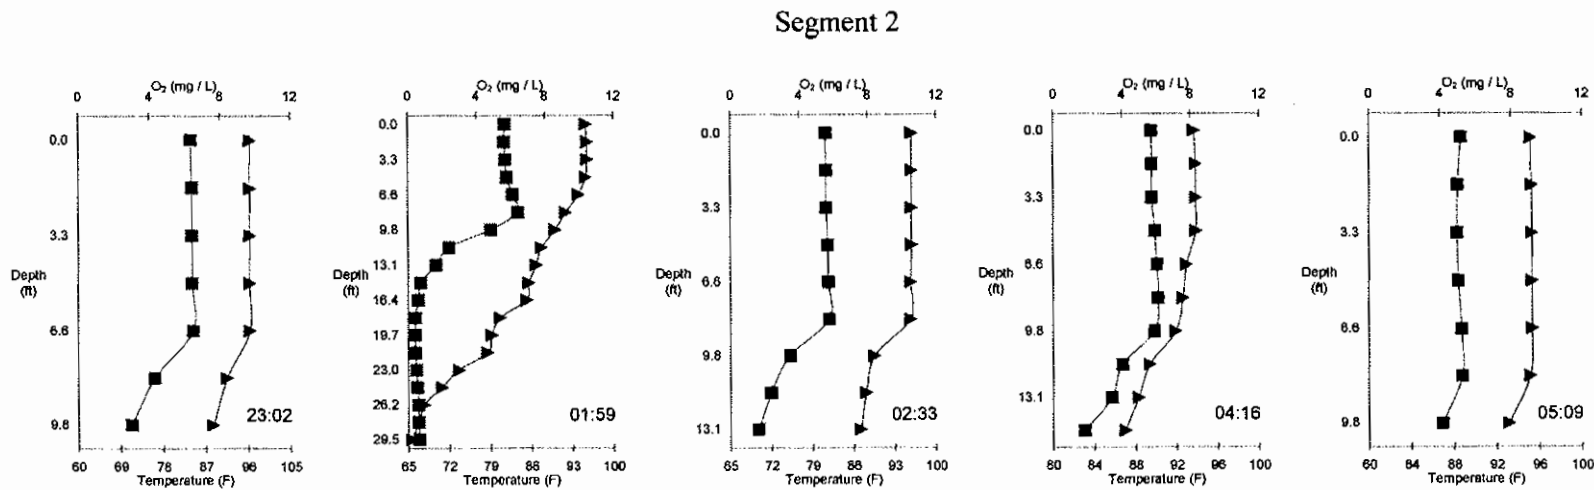 Segment 2
O₂ (mg / L)
0 4 8 12
0.0
3.3
6.6
9.8
Depth
(ft)
23:02
60 69 78 87 96 105
Temperature (F)
O₂ (mg / L)
0 4 8 12
0.0
3.3
6.6
9.8
13.1
16.4
19.7
23.0
26.2
29.5
Depth
(ft)
01:59
65 72 79 86 93 100
Temperature (F)
O₂ (mg / L)
0 4 8 12
0.0
3.3
6.6
9.8
13.1
Depth
(ft)
02:33
65 72 79 86 93 100
Temperature (F)
O₂ (mg / L)
0 4 8 12
0.0
3.3
6.6
9.8
13.1
Depth
(ft)
04:16
80 84 88 92 96 100
Temperature (F)
O₂ (mg / L)
0 4 8 12
0.0
3.3
6.6
9.8
Depth
(ft)
05:09
60 84 88 92 96 100
Temperature (F)